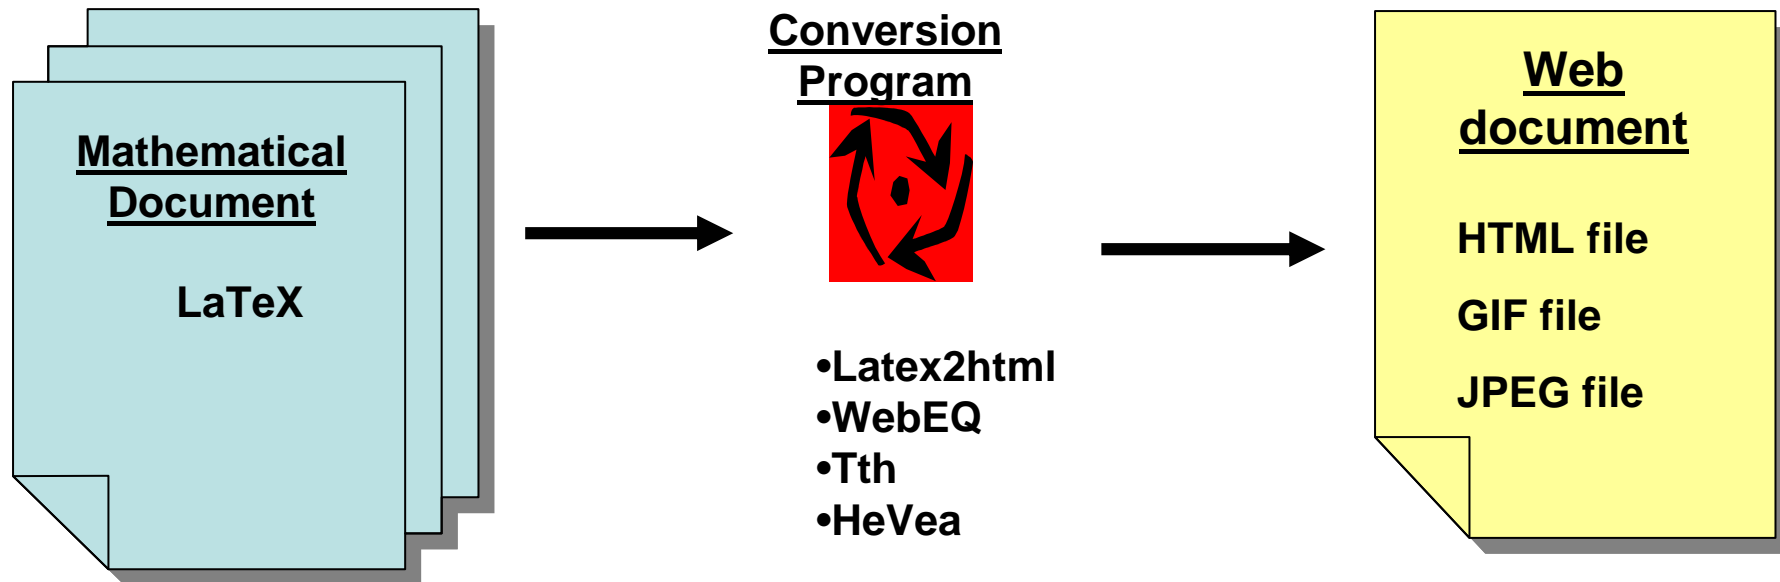 Mathematical
Document
LaTeX
Conversion
Program
•Latex2html
•WebEQ
•Tth
•HeVea
Web
document
HTML file
GIF file
JPEG file